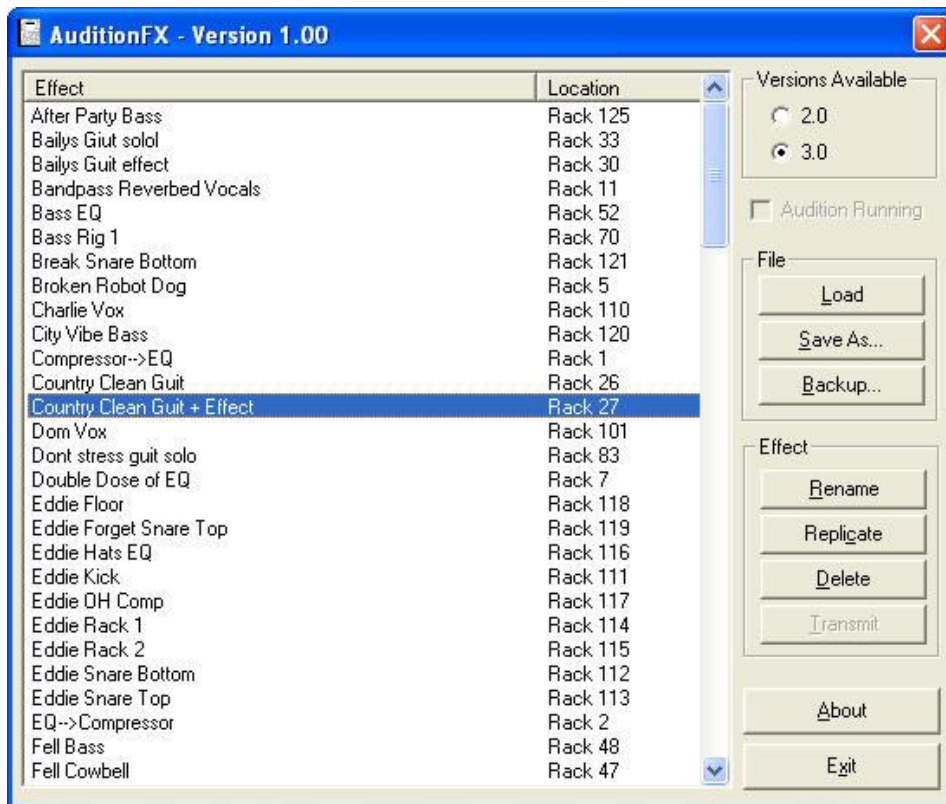 AuditionFX - Version 1.00
Effect Location
After Party Bass Rack 125
Bailys Giut solol Rack 33
Bailys Guit effect Rack 30
Bandpass Reverbed Vocals Rack 11
Bass EQ Rack 52
Bass Rig 1 Rack 70
Break Snare Bottom Rack 121
Broken Robot Dog Rack 5
Charlie Vox Rack 110
City Vibe Bass Rack 120
Compressor-->EQ Rack 1
Country Clean Guit Rack 26
Country Clean Guit + Effect Rack 27
Dom Vox Rack 101
Dont stress guit solo Rack 83
Double Dose of EQ Rack 7
Eddie Floor Rack 118
Eddie Forget Snare Top Rack 119
Eddie Hats EQ Rack 116
Eddie Kick Rack 111
Eddie OH Comp Rack 117
Eddie Rack 1 Rack 114
Eddie Rack 2 Rack 115
Eddie Snare Bottom Rack 112
Eddie Snare Top Rack 113
EQ-->Compressor Rack 2
Fell Bass Rack 48
Fell Cowbell Rack 47
Versions Available
2.0
3.0
Audition Running
File
Load
Save As...
Backup...
Effect
Rename
Replicate
Delete
Transmit
About
Exit